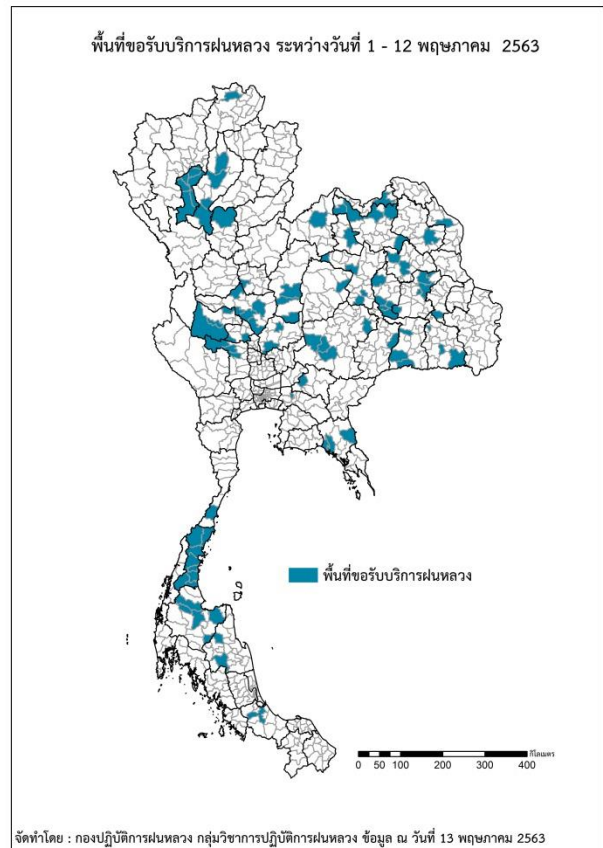 พื้นที่ขอรับบริการฝนหลวง ระหว่างวันที่ 1 - 12 พฤษภาคม 2563
พื้นที่ขอรับบริการฝนหลวง
กิโลเมตร
0 50 100 200 300 400
จัดทำโดย : กองปฏิบัติการฝนหลวง กลุ่มวิชาการปฏิบัติการฝนหลวง ข้อมูล ณ วันที่ 13 พฤษภาคม 2563